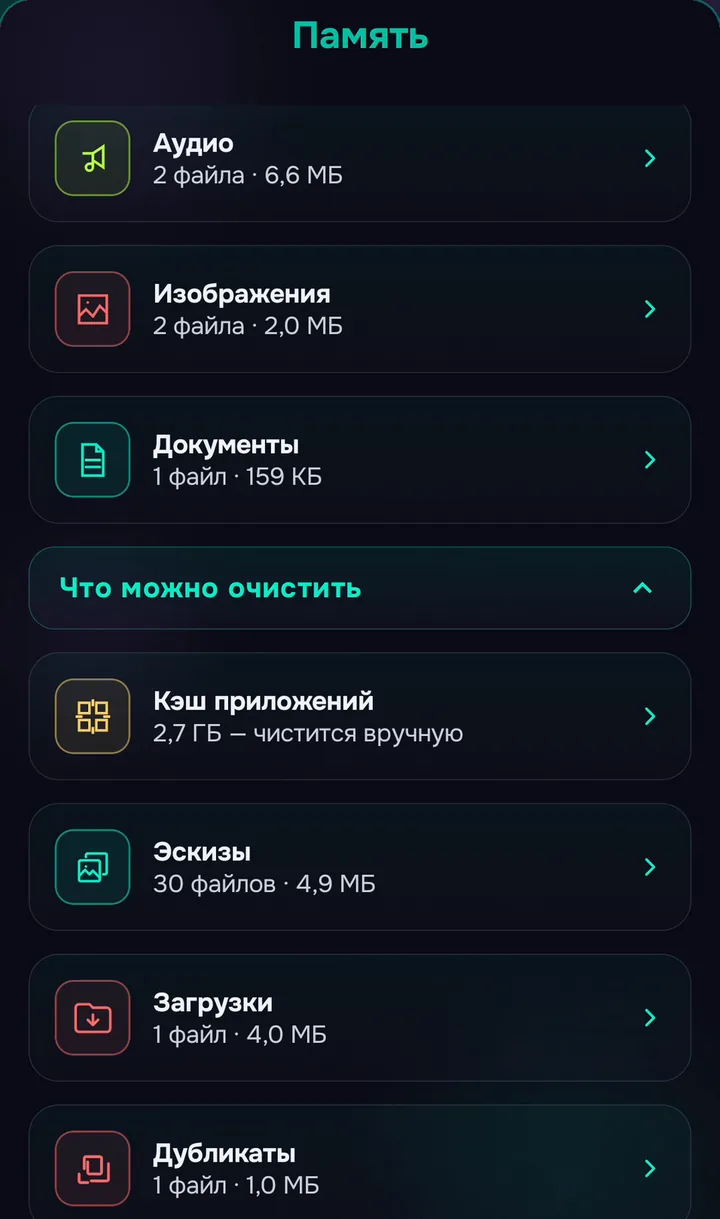 Память
Аудио
2 файла · 6,6 МБ
Изображения
2 файла · 2,0 МБ
Документы
1 файл · 159 КБ
Что можно очистить
Кэш приложений
2,7 ГБ — чистится вручную
Эскизы
30 файлов · 4,9 МБ
Загрузки
1 файл · 4,0 МБ
Дубликаты
1 файл · 1,0 МБ